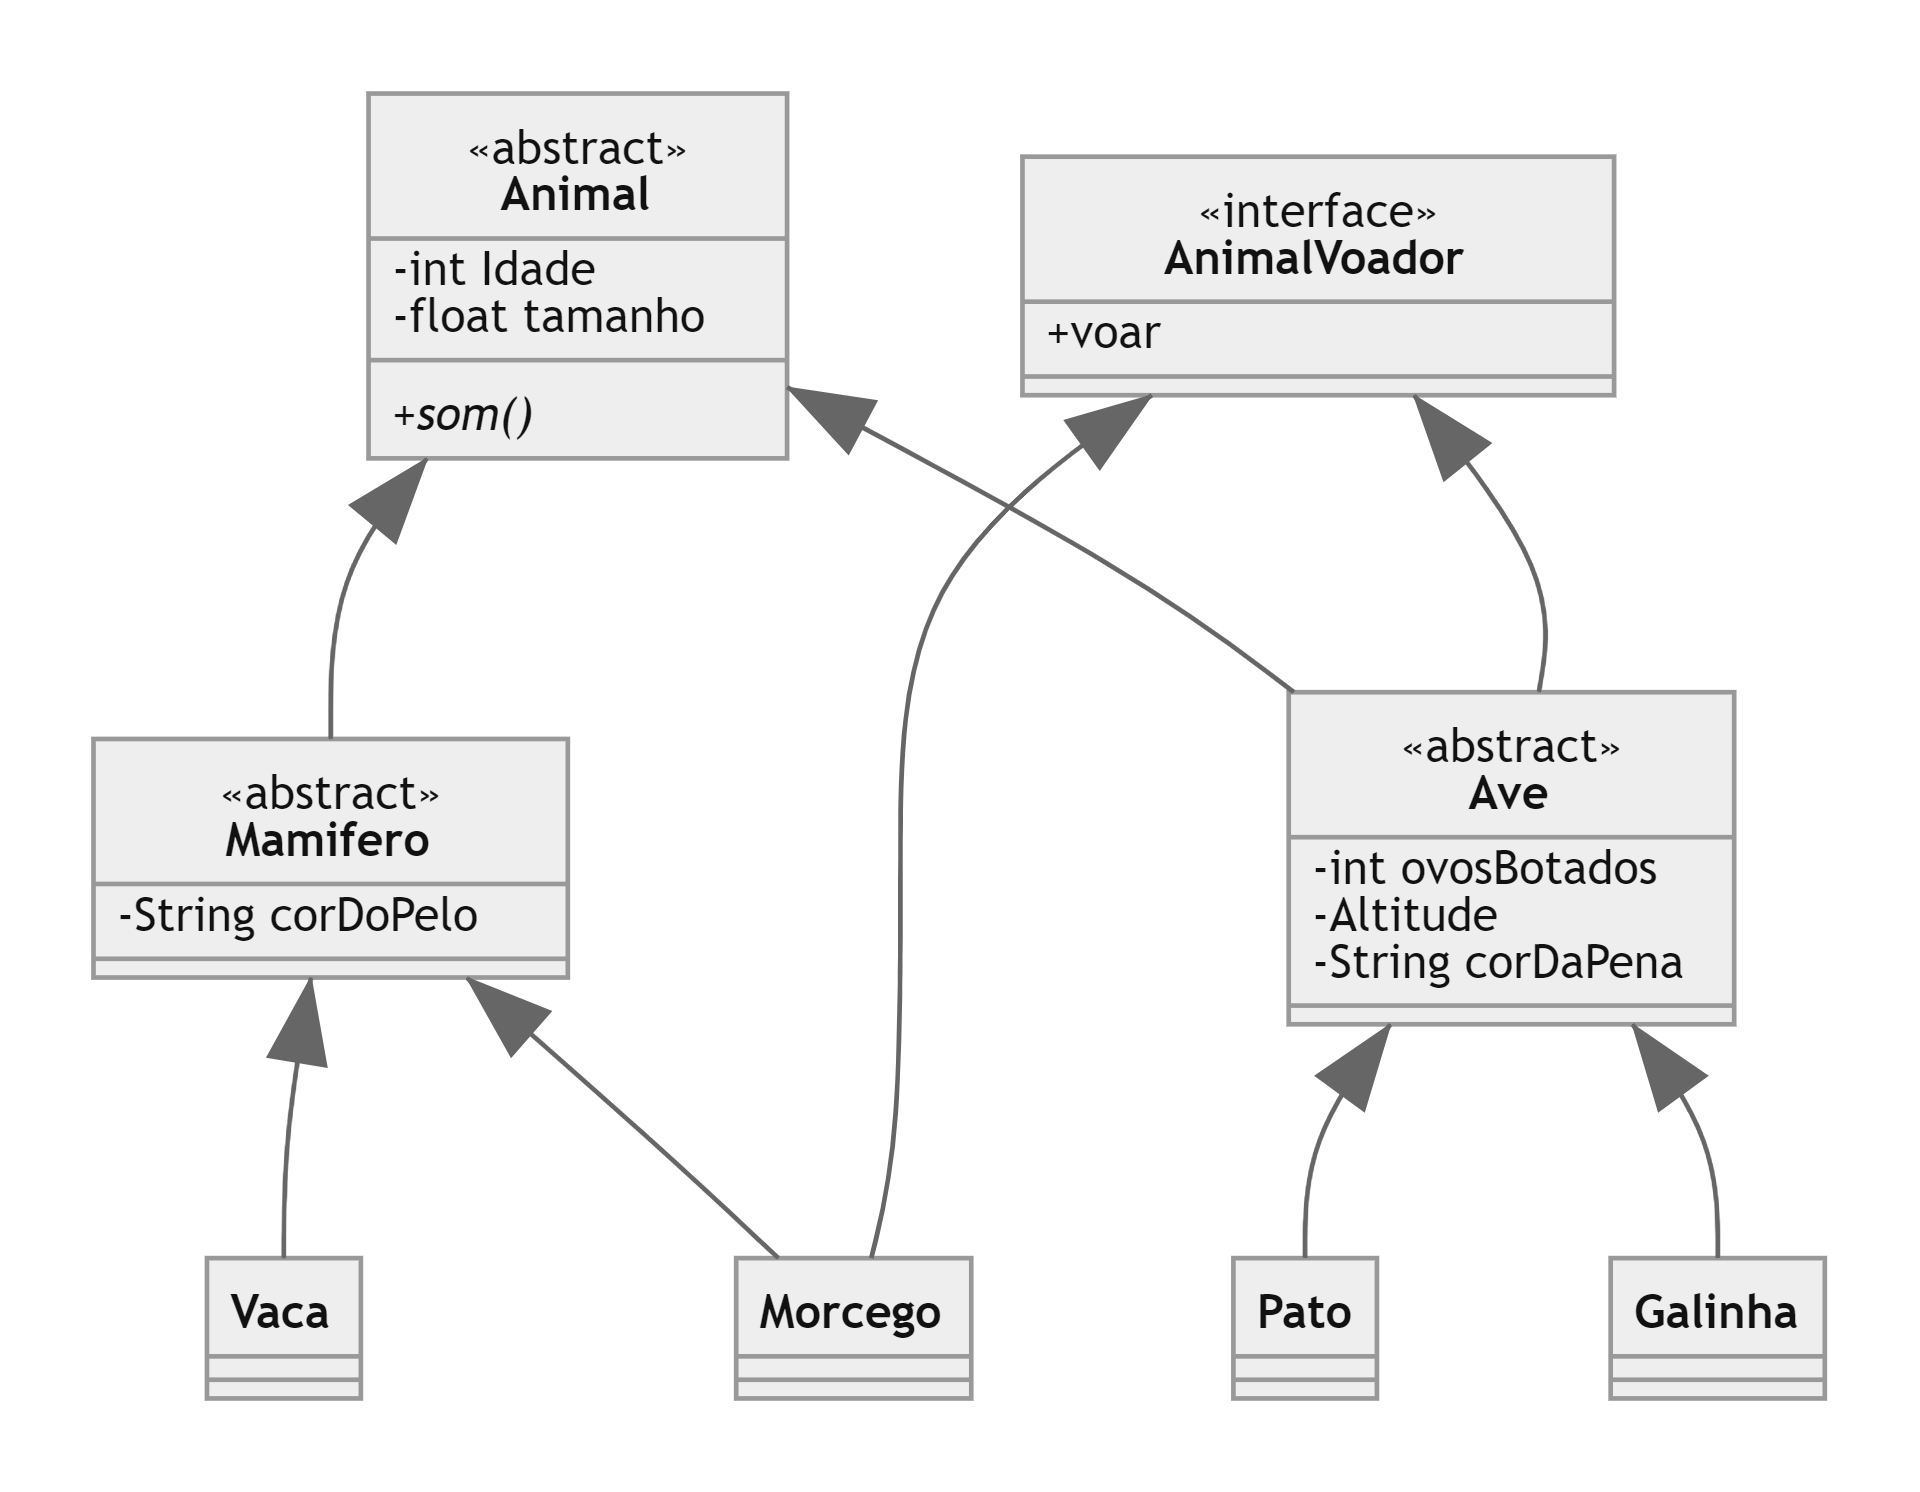 «abstract»
Animal
-int Idade
-float tamanho
+som()
«interface»
AnimalVoador
+voar
«abstract»
Mamifero
-String corDoPelo
«abstract»
Ave
-int ovosBotados
-Altitude
-String corDaPena
Vaca
Morcego
Pato
Galinha